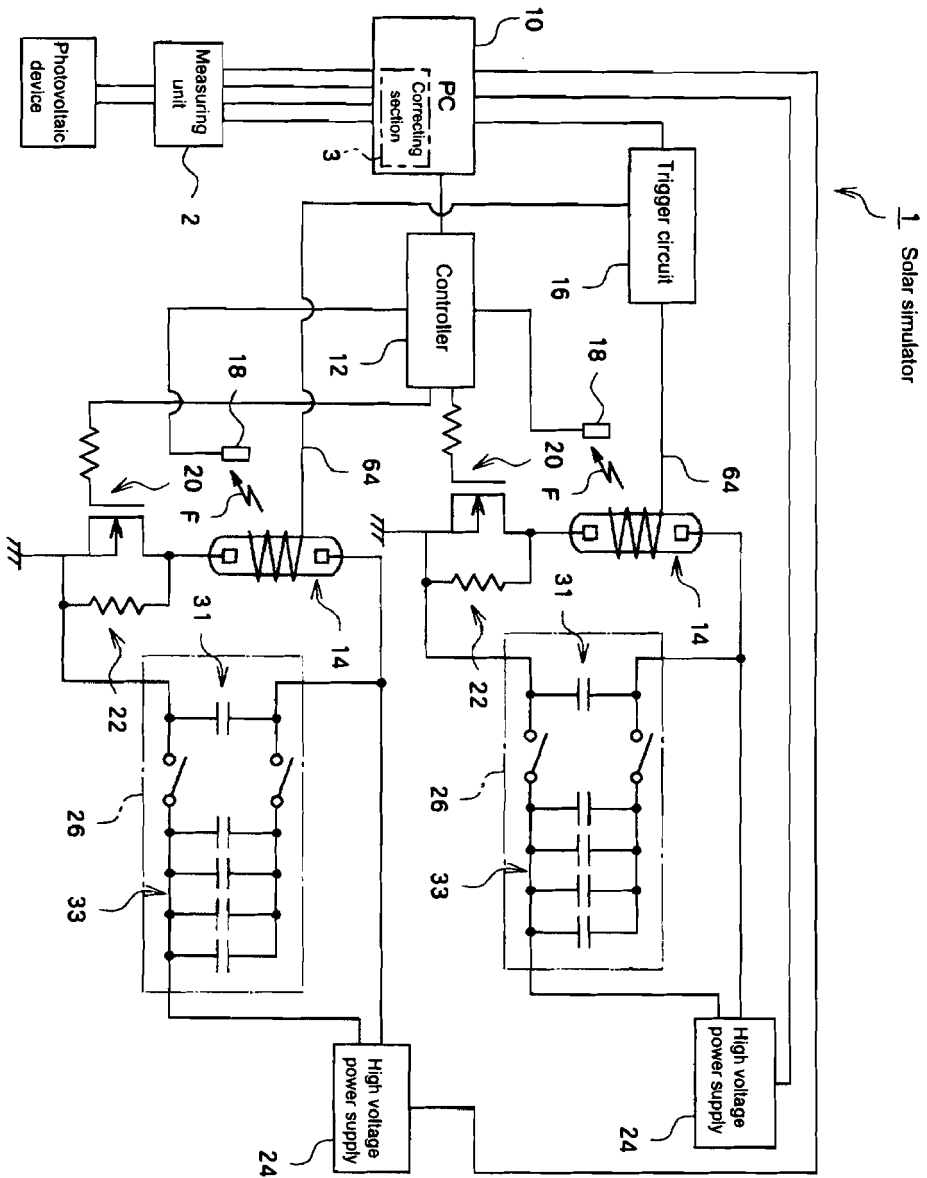 1 Solar simulator
10
PC
Correcting
section
3
Measuring
unit
2
Photovoltaic
device
Trigger circuit
16
Controller
12
18
F
20
64
14
22
31
26
33
High voltage
power supply
24
18
F
20
64
14
22
31
26
33
High voltage
power supply
24